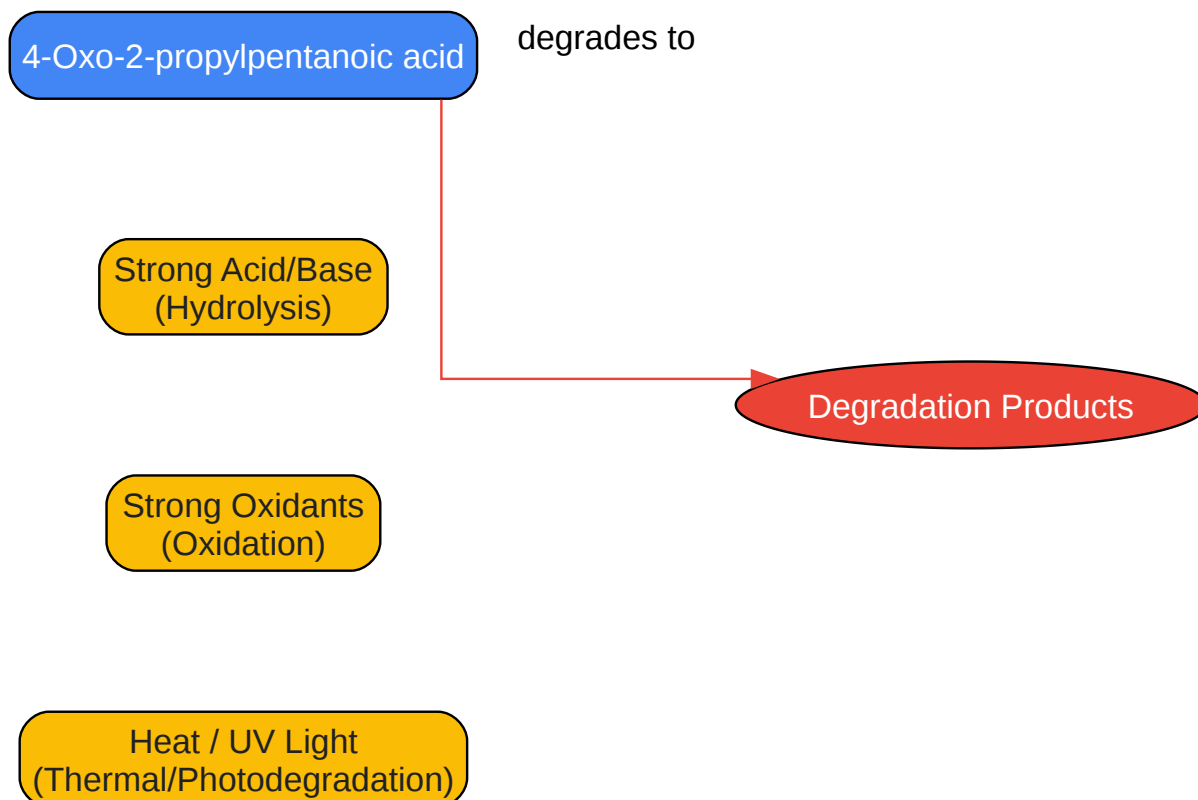 4-Oxo-2-propylpentanoic acid
degrades to
Strong Acid/Base
(Hydrolysis)
Degradation Products
Strong Oxidants
(Oxidation)
Heat / UV Light
(Thermal/Photodegradation)